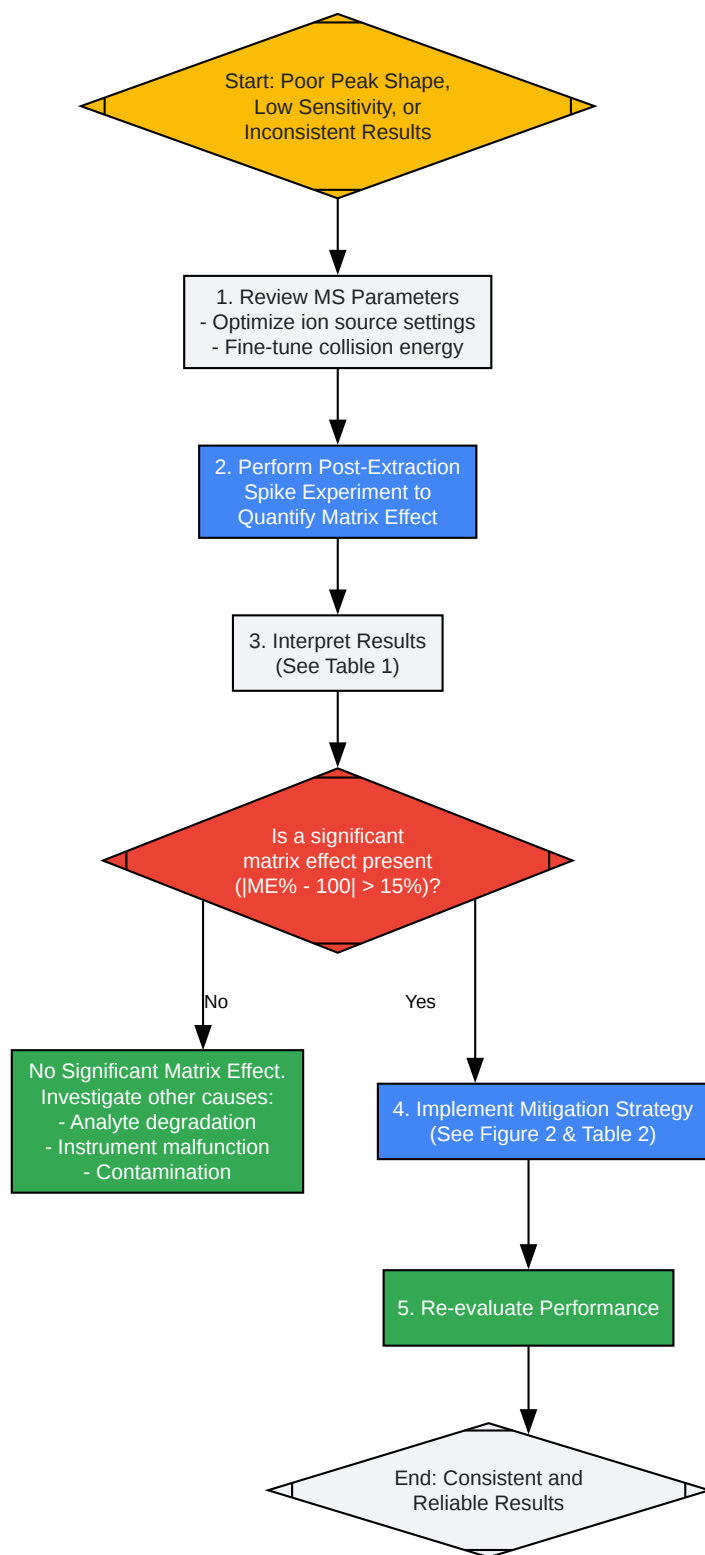 Start: Poor Peak Shape,
Low Sensitivity, or
Inconsistent Results
1. Review MS Parameters
- Optimize ion source settings
- Fine-tune collision energy
2. Perform Post-Extraction
Spike Experiment to
Quantify Matrix Effect
3. Interpret Results
(See Table 1)
Is a significant
matrix effect present
(|ME% - 100| > 15%)?
No
Yes
No Significant Matrix Effect.
Investigate other causes:
- Analyte degradation
- Instrument malfunction
- Contamination
4. Implement Mitigation Strategy
(See Figure 2 & Table 2)
5. Re-evaluate Performance
End: Consistent and
Reliable Results